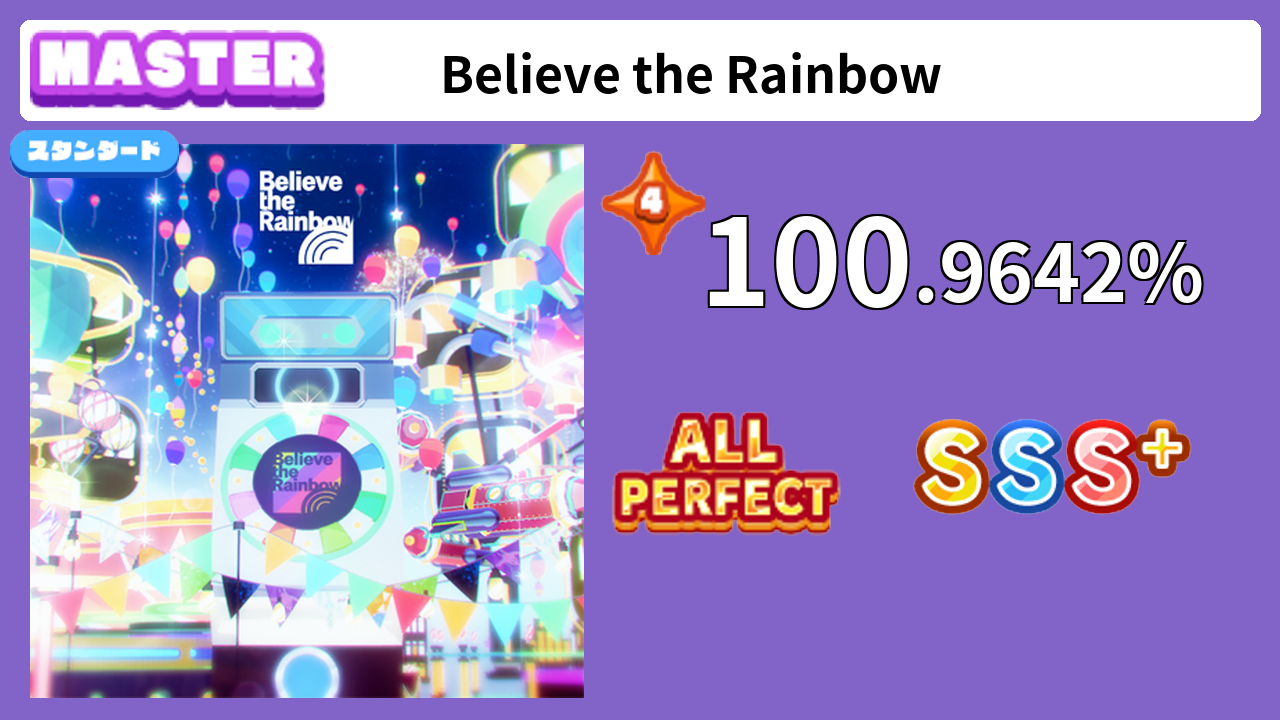 MASTER
Believe the Rainbow
スタンダード
Believe
the
Rainbow
4
100.9642%
ALL
PERFECT
SSS+
Believe
the
Rainbow